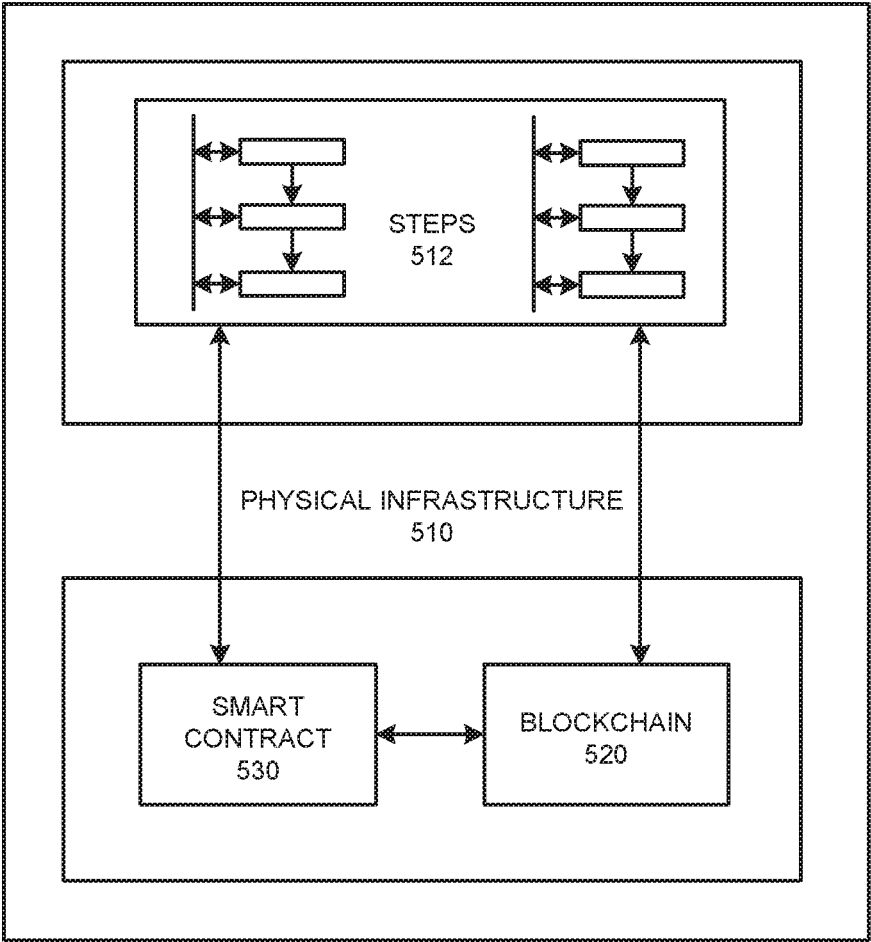 STEPS
512
PHYSICAL INFRASTRUCTURE
510
SMART
CONTRACT
530
BLOCKCHAIN
520